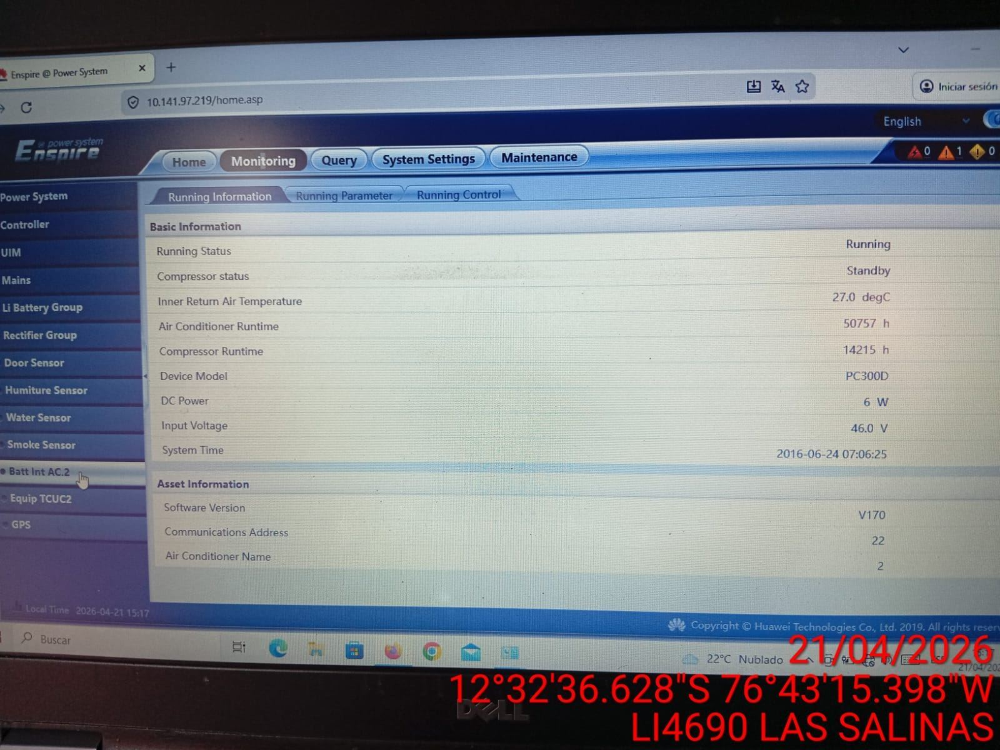 Enspire @ Power System
10.141.97.219/home.asp
Iniciar sesión
English
Enspire power system
Home Monitoring Query System Settings Maintenance
0 1 0
Power System
Controller
UIM
Mains
Li Battery Group
Rectifier Group
Door Sensor
Humiture Sensor
Water Sensor
Smoke Sensor
Batt Int AC.2
Equip TCUC2
GPS
Running Information Running Parameter Running Control
Basic Information
Running Status Running
Compressor status Standby
Inner Return Air Temperature 27.0 degC
Air Conditioner Runtime 50757 h
Compressor Runtime 14215 h
Device Model PC300D
DC Power 6 W
Input Voltage 46.0 V
System Time 2016-06-24 07:06:25
Asset Information
Software Version V170
Communications Address 22
Air Conditioner Name 2
Local Time 2026-04-21 15:17
Copyright © Huawei Technologies Co., Ltd. 2019. All rights reserv
Buscar
22°C Nublado
21/04/2026
12°32'36.628"S 76°43'15.398"W
DELL
LI4690 LAS SALINAS